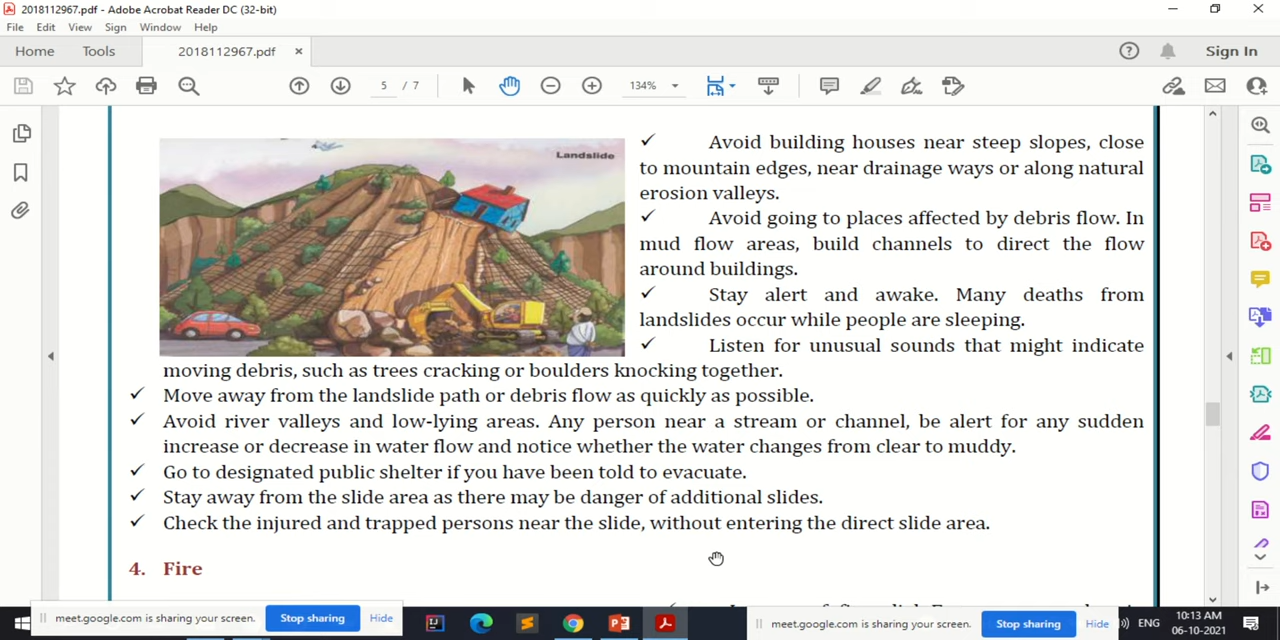 2018112967.pdf - Adobe Acrobat Reader DC (32-bit)
File Edit View Sign Window Help
Home Tools 2018112967.pdf × Sign In
5 / 7 134%
Landslide
✓ Avoid building houses near steep slopes, close
to mountain edges, near drainage ways or along natural
erosion valleys.
✓ Avoid going to places affected by debris flow. In
mud flow areas, build channels to direct the flow
around buildings.
✓ Stay alert and awake. Many deaths from
landslides occur while people are sleeping.
✓ Listen for unusual sounds that might indicate
moving debris, such as trees cracking or boulders knocking together.
✓ Move away from the landslide path or debris flow as quickly as possible.
✓ Avoid river valleys and low-lying areas. Any person near a stream or channel, be alert for any sudden
increase or decrease in water flow and notice whether the water changes from clear to muddy.
✓ Go to designated public shelter if you have been told to evacuate.
✓ Stay away from the slide area as there may be danger of additional slides.
✓ Check the injured and trapped persons near the slide, without entering the direct slide area.
4. Fire
meet.google.com is sharing your screen. Stop sharing Hide
meet.google.com is sharing your screen. Stop sharing Hide
ENG
10:13 AM
06-10-2021